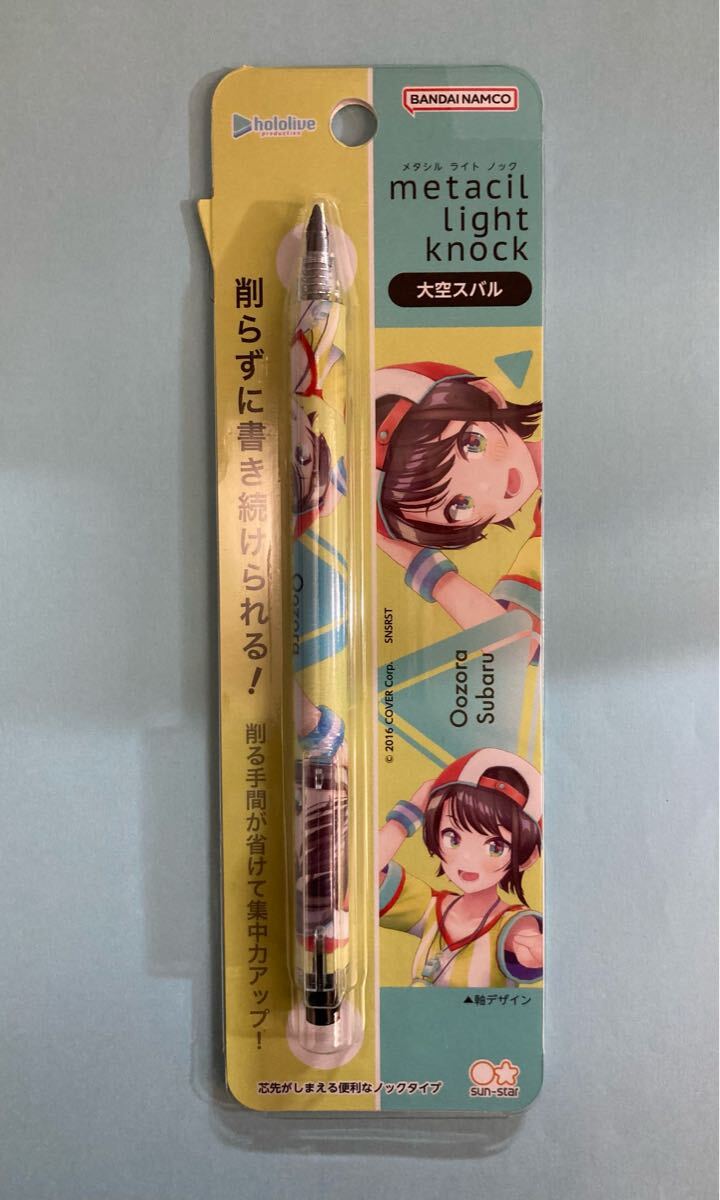 hololive
production
BANDAI NAMCO
メタシル ライト ノック
metacil
light
knock
大空スバル
削らずに書き続けられる!
削る手間が省けて集中力アップ!
Oozora
© 2016 COVER Corp. SNSRST
Oozora
Subaru
▲軸デザイン
芯先がしまえる便利なノックタイプ
sun-star